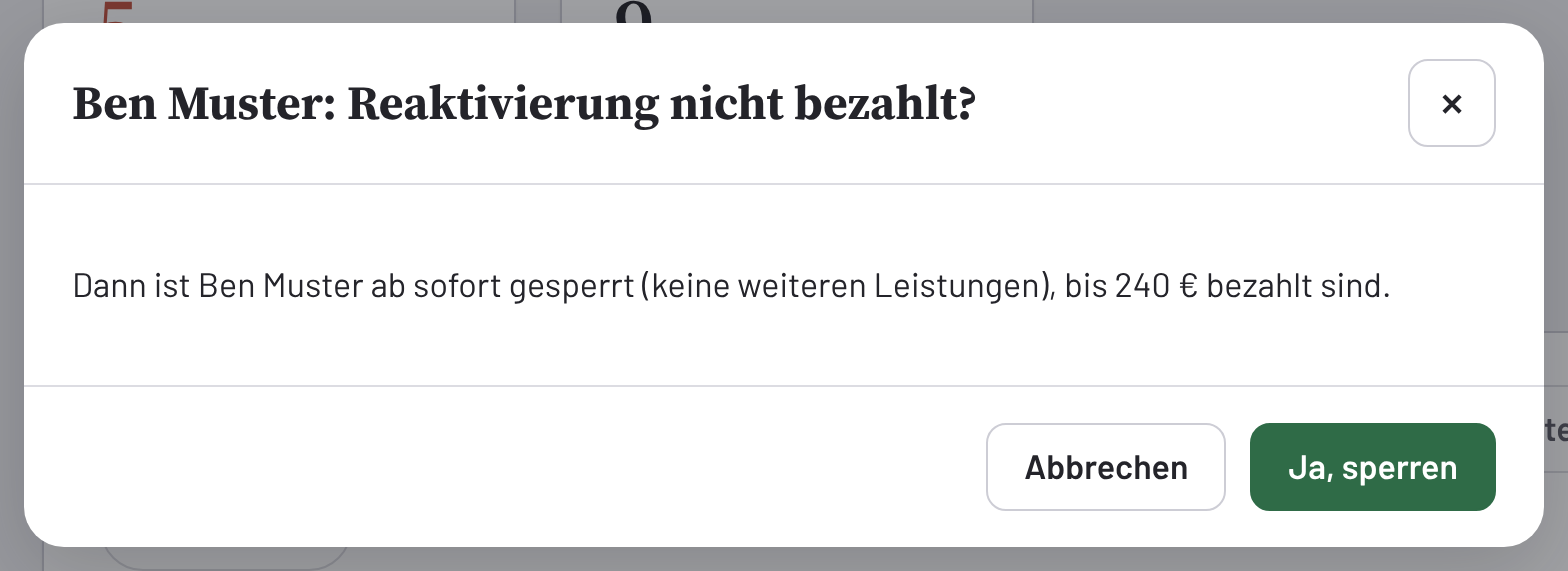 Ben Muster: Reaktivierung nicht bezahlt?
×
Dann ist Ben Muster ab sofort gesperrt (keine weiteren Leistungen), bis 240 € bezahlt sind.
te
Abbrechen
Ja, sperren